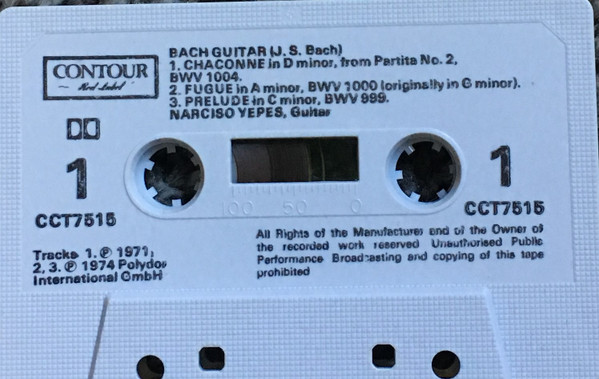 BACH GUITAR (J. S. Bach)
1. CHACONNE in D minor, from Partita No. 2,
BWV 1004.
2. FUGUE in A minor, BWV 1000 (originally in G minor).
3. PRELUDE in C minor, BWV 999.
NARCISO YEPES, Guitar
CONTOUR
Red Label
1
CCT7515
100 50 0
1
CCT7515
Tracks 1. ℗ 1971,
2, 3. ℗ 1974 Polydor
International GmbH
All Rights of the Manufacturer and of the Owner of
the recorded work reserved Unauthorised Public
Performance Broadcasting and copying of this tape
prohibited